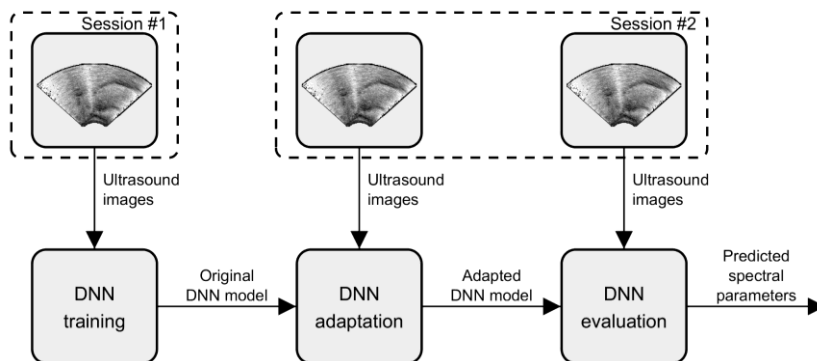 Session #1
Session #2
Ultrasound
images
Ultrasound
images
Ultrasound
images
DNN
training
Original
DNN model
DNN
adaptation
Adapted
DNN model
DNN
evaluation
Predicted
spectral
parameters